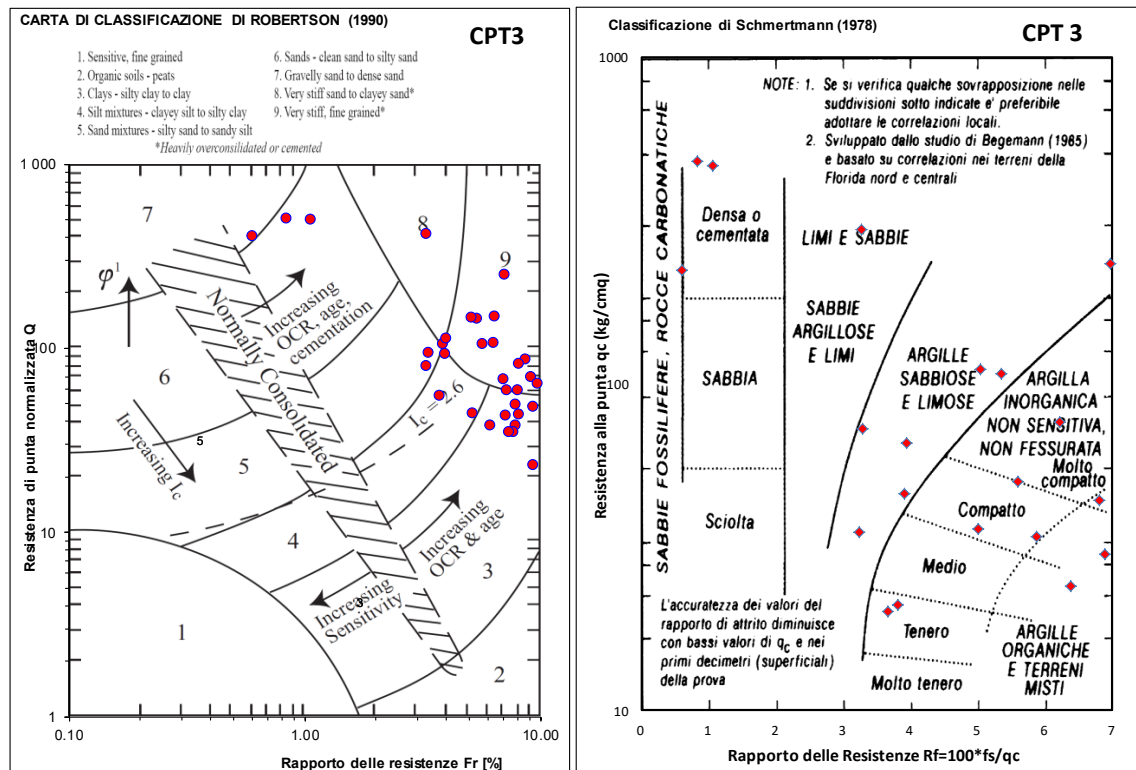 CARTA DI CLASSIFICAZIONE DI ROBERTSON (1990)
CPT3
1. Sensitive, fine grained
2. Organic soils - peats
3. Clays - silty clay to clay
4. Silt mixtures - clayey silt to silty clay
5. Sand mixtures - silty sand to sandy silt
6. Sands - clean sand to silty sand
7. Gravelly sand to dense sand
8. Very stiff sand to clayey sand*
9. Very stiff, fine grained*
*Heavily overconsolidated or cemented
Resistenza di punta normalizzata Q
1 000
100
10
1
0.10
1.00
10.00
Rapporto delle resistenze Fr [%]
7
8
9
φ¹
Normally Consolidated
Increasing
OCR, age,
cementation
6
5
Increasing Ic
5
Ic = 2.6
4
Increasing
OCR & age
3
Increasing
Sensitivity
3
1
2
Classificazione di Schmertmann (1978)
CPT 3
NOTE: 1. Se si verifica qualche sovrapposizione nelle
suddivisioni sotto indicate e' preferibile
adottare le correlazioni locali.
2. Sviluppato dallo studio di Begemann (1965)
e basato su correlazioni nei terreni della
Florida nord e centrali
Resistenza alla punta qc (kg/cmq)
1000
100
10
SABBIE FOSSILIFERE, ROCCE CARBONATICHE
Densa o
cementata
LIMI E SABBIE
SABBIE
ARGILLOSE
E LIMI
SABBIA
ARGILLE
SABBIOSE
E LIMOSE
ARGILLA
INORGANICA
NON SENSITIVA,
NON FESSURATA
Molto
compatto
Sciolta
Compatto
Medio
L'accuratezza dei valori del
rapporto di attrito diminuisce
con bassi valori di qc e nei
primi decimetri (superficiali)
della prova
Tenero
Molto tenero
ARGILLE
ORGANICHE
E TERRENI
MISTI
0
1
2
3
4
5
6
7
Rapporto delle Resistenze Rf=100*fs/qc